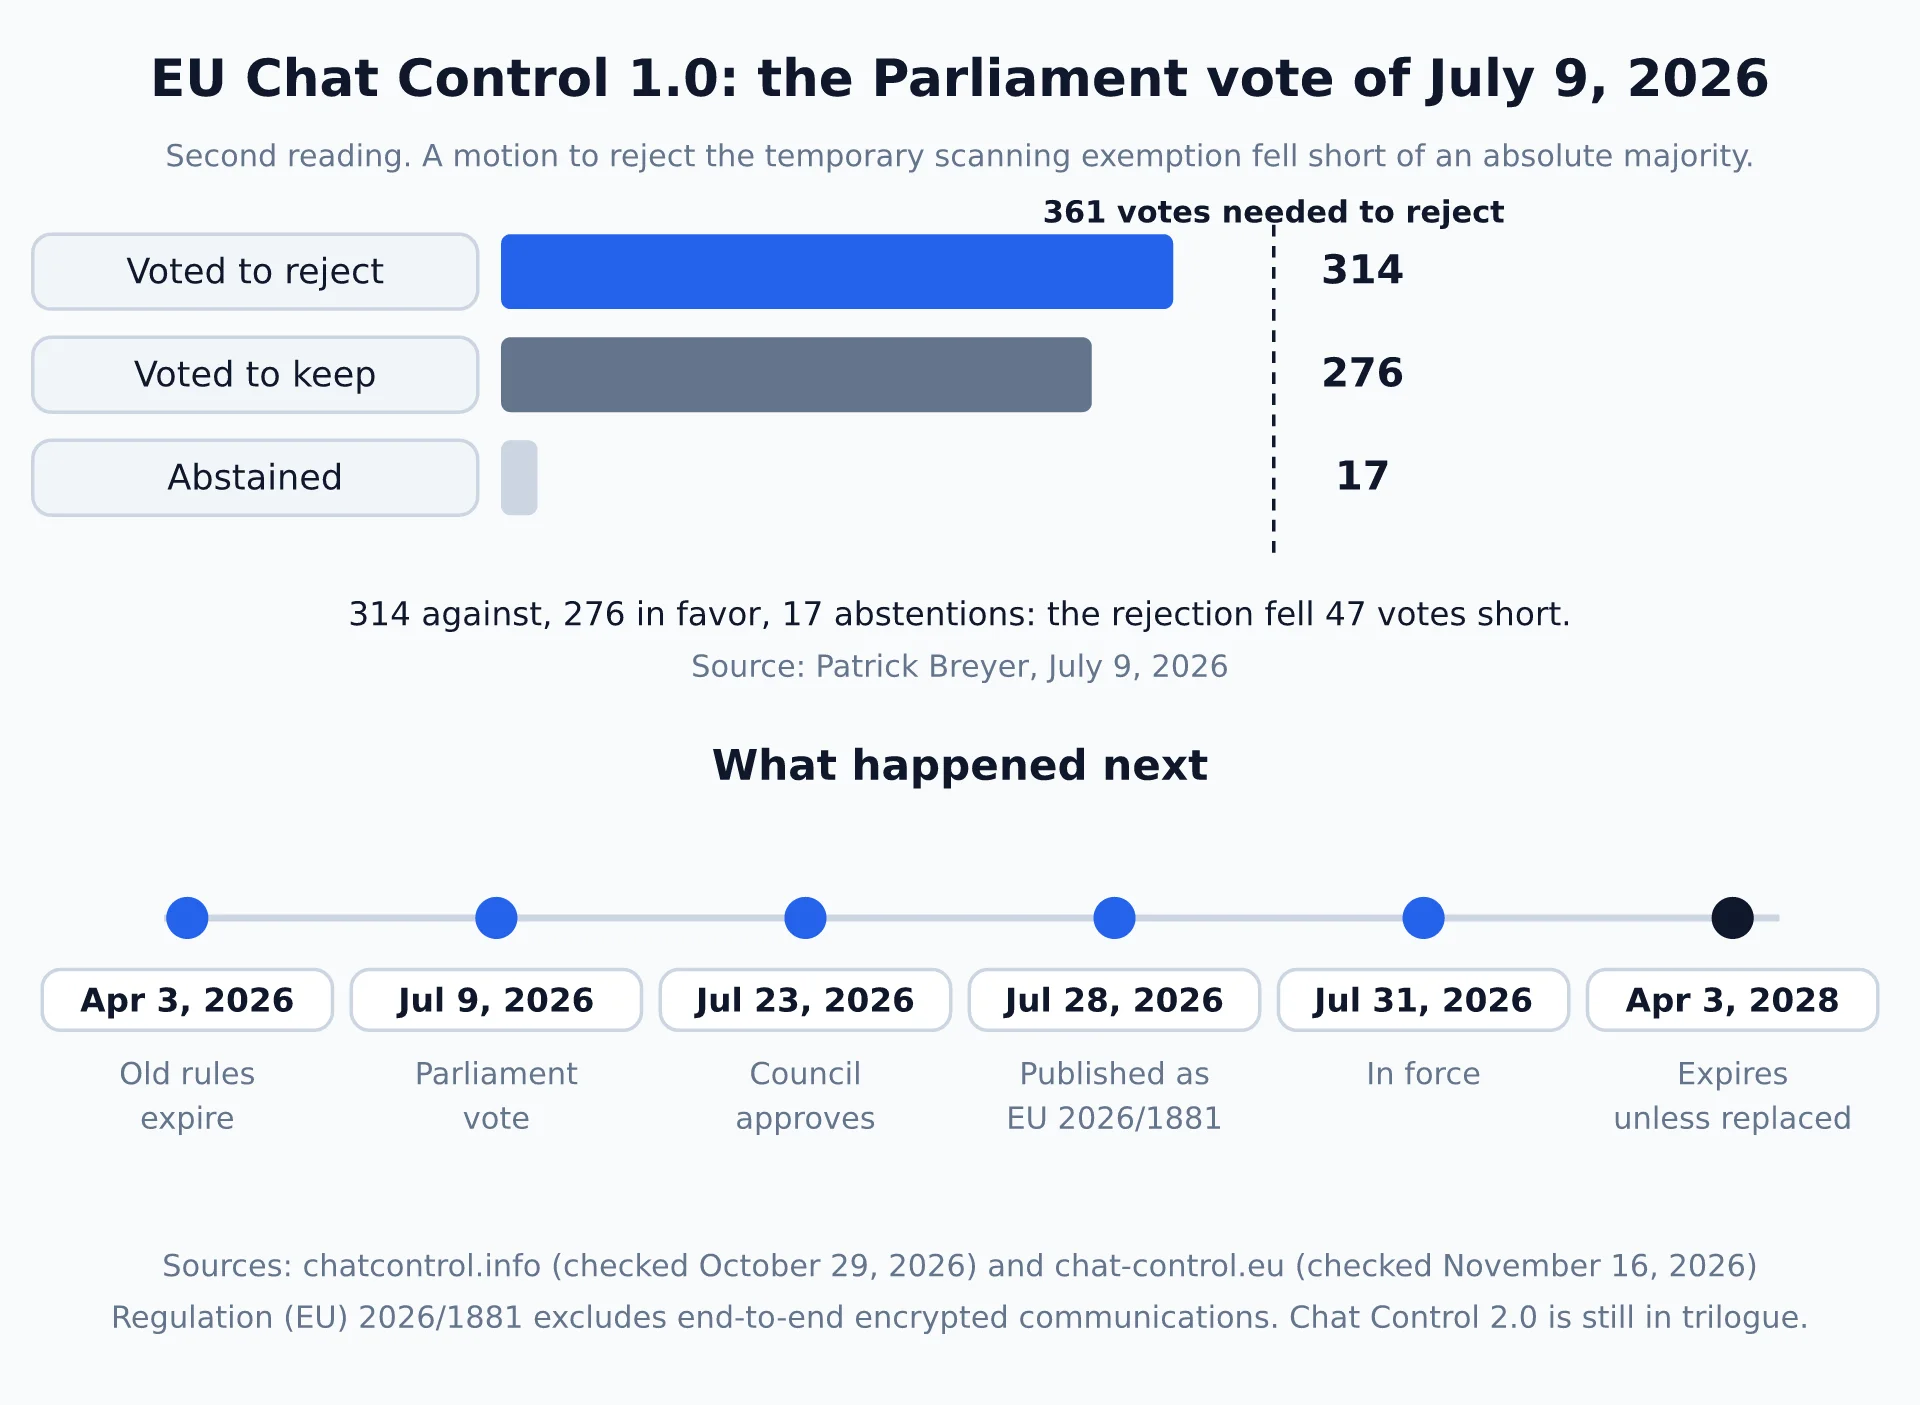 EU Chat Control 1.0: the Parliament vote of July 9, 2026
Second reading. A motion to reject the temporary scanning exemption fell short of an absolute majority.
361 votes needed to reject
Voted to reject
314
Voted to keep
276
Abstained
17
314 against, 276 in favor, 17 abstentions: the rejection fell 47 votes short.
Source: Patrick Breyer, July 9, 2026
What happened next
Apr 3, 2026
Old rules
expire
Jul 9, 2026
Parliament
vote
Jul 23, 2026
Council
approves
Jul 28, 2026
Published as
EU 2026/1881
Jul 31, 2026
In force
Apr 3, 2028
Expires
unless replaced
Sources: chatcontrol.info (checked October 29, 2026) and chat-control.eu (checked November 16, 2026)
Regulation (EU) 2026/1881 excludes end-to-end encrypted communications. Chat Control 2.0 is still in trilogue.